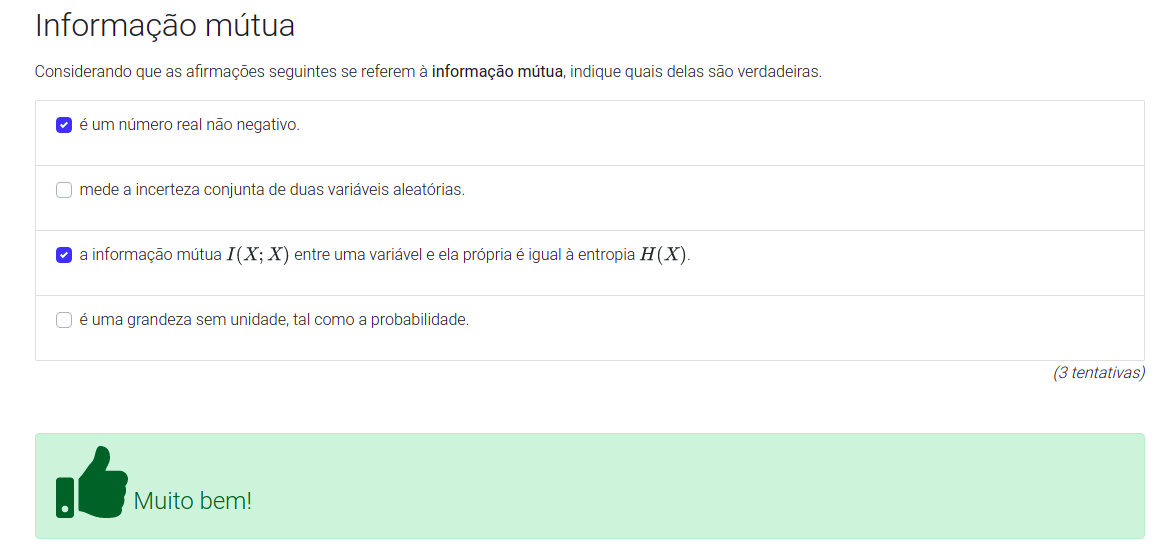 Informação mútua
Considerando que as afirmações seguintes se referem à informação mútua, indique quais delas são verdadeiras.
é um número real não negativo.
mede a incerteza conjunta de duas variáveis aleatórias.
a informação mútua I(X; X) entre uma variável e ela própria é igual à entropia H(X).
é uma grandeza sem unidade, tal como a probabilidade.
(3 tentativas)
Muito bem!